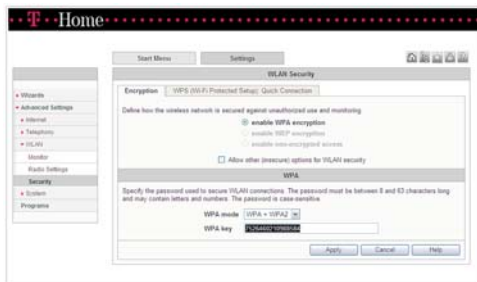 T Home
Start Menu
Settings
WLAN Security
Encryption
WPS (Wi-Fi Protected Setup): Quick Connection
Wizards
Advanced Settings
Internet
Telephony
WLAN
Monitor
Radio Settings
Security
System
Programs
Define how the wireless network is secured against unauthorized use and monitoring.
enable WPA encryption
enable WEP encryption
enable non-encrypted access
Allow other (insecure) options for WLAN security
WPA
Specify the password used to secure WLAN connections. The password must be between 8 and 63 characters long
and may contain letters and numbers. The password is case-sensitive.
WPA mode
WPA + WPA2
WPA key
Apply
Cancel
Help